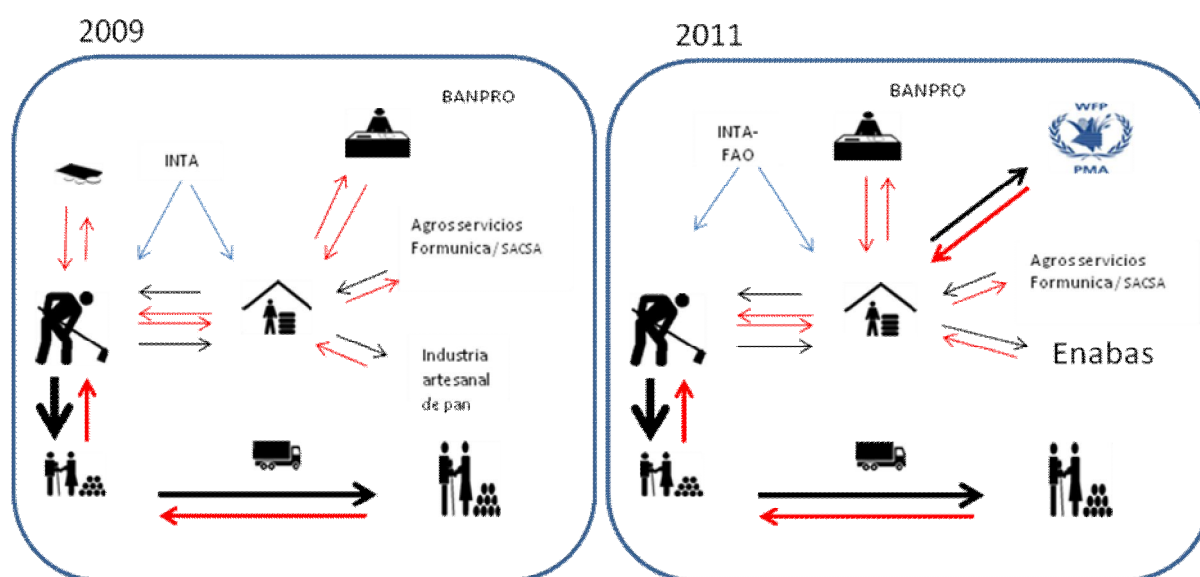 2009
BANPRO
INTA
Agros servicios
Formunica / SACSA
Industria
artesanal
de pan
2011
BANPRO
INTA-
FAO
WFP
PMA
Agros servicios
Formunica / SACSA
Enabas